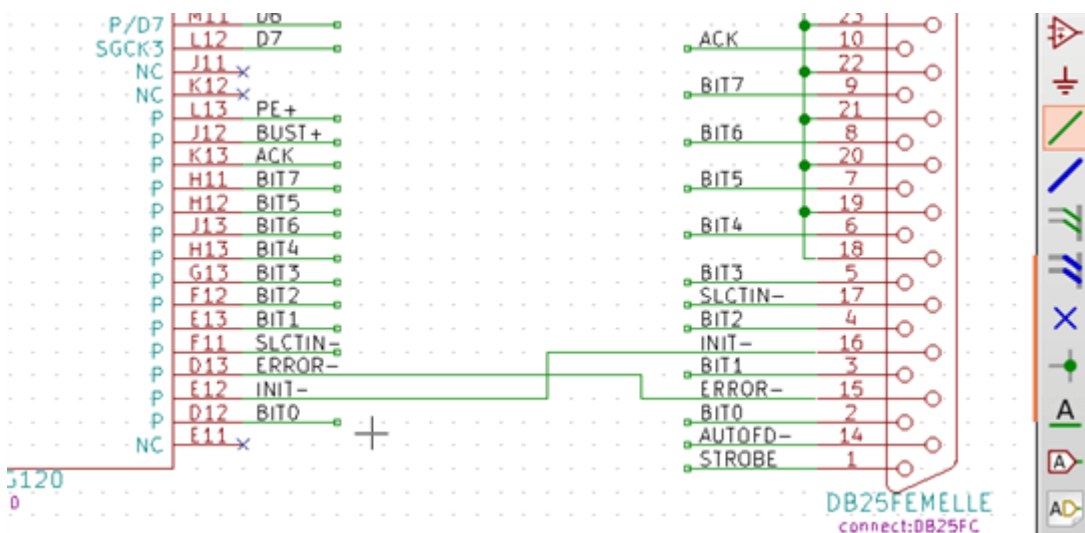 P/D7 M11 D6
SGCK3 L12 D7
NC J11
NC K12
P L13 PE+
P J12 BUST+
P K13 ACK
P H11 BIT7
P H12 BIT5
P J13 BIT6
P H13 BIT4
P G13 BIT3
P F12 BIT2
P E13 BIT1
P F11 SLCTIN-
P D13 ERROR-
P E12 INIT-
P D12 BIT0
NC E11
G120
23
ACK 10
22
BIT7 9
21
BIT6 8
20
BIT5 7
19
BIT4 6
18
BIT3 5
SLCTIN- 17
BIT2 4
INIT- 16
BIT1 3
ERROR- 15
BIT0 2
AUTOFD- 14
STROBE 1
DB25FEMELLE
connect:DB25FC
A
A
AD